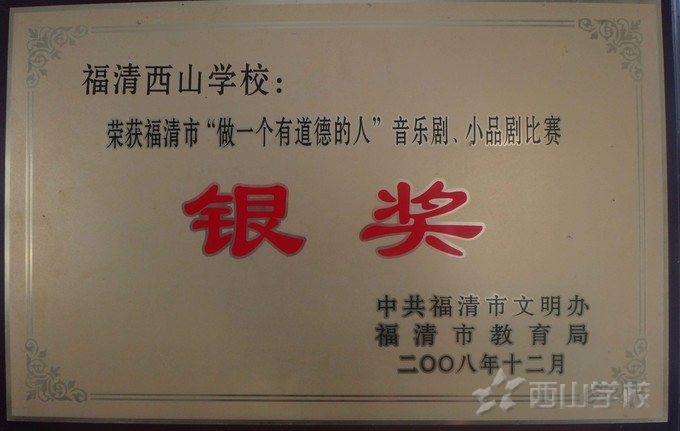 福清西山学校：
荣获福清市“做一个有道德的人”音乐剧、小品剧比赛
银奖
中共福清市文明办
福清市教育局
二〇〇八年十二月
西山学校